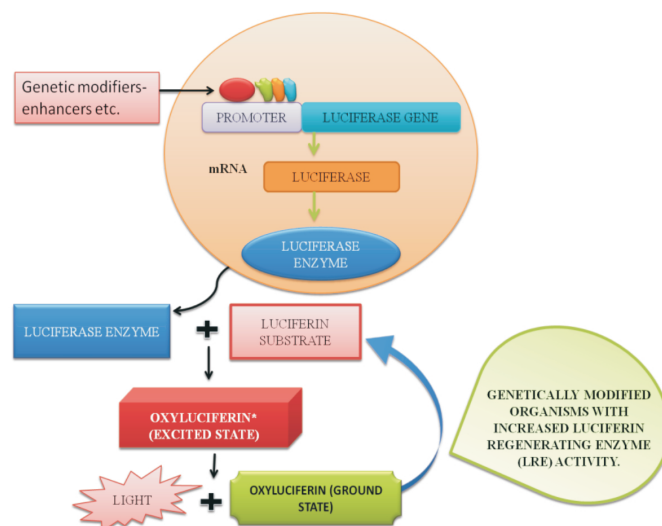 Genetic modifiers-
enhancers etc.
PROMOTER
LUCIFERASE GENE
mRNA
LUCIFERASE
LUCIFERASE
ENZYME
LUCIFERASE ENZYME
+
LUCIFERIN
SUBSTRATE
OXYLUCIFERIN*
(EXCITED STATE)
GENETICALLY MODIFIED
ORGANISMS WITH
INCREASED LUCIFERIN
REGENERATING ENZYME
(LRE) ACTIVITY.
LIGHT
+
OXYLUCIFERIN (GROUND
STATE)